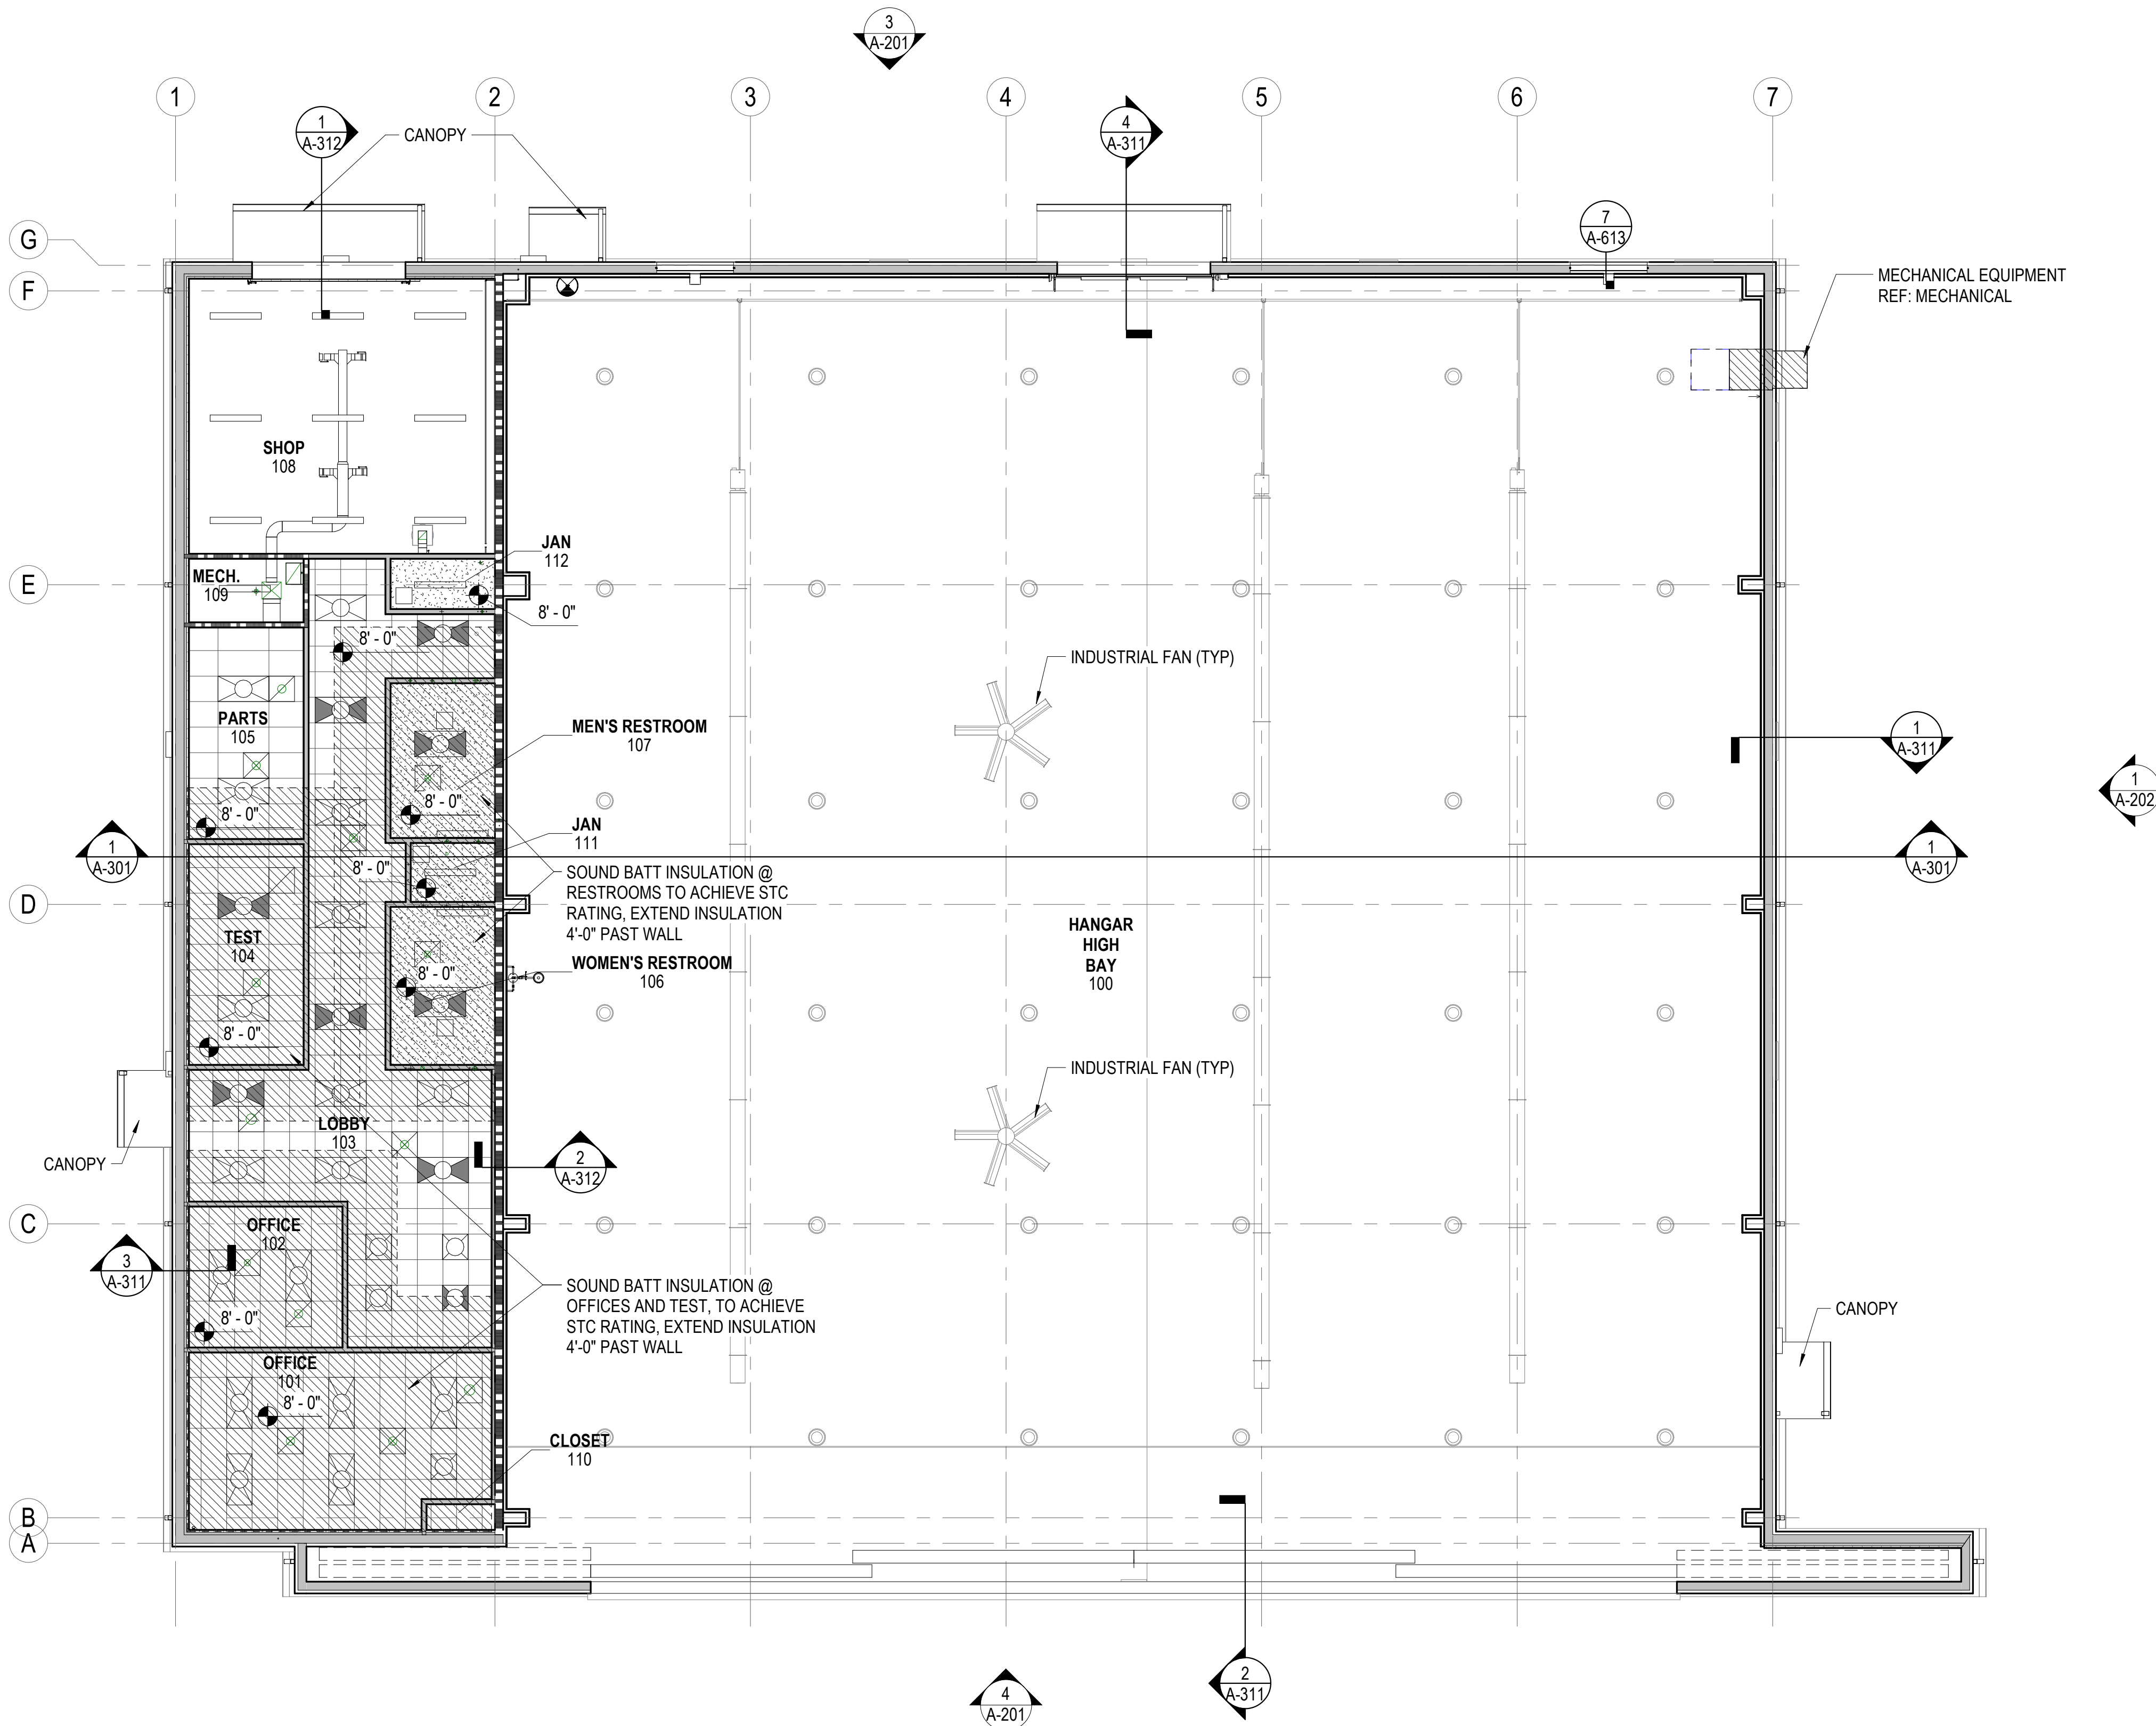 3
A-201
1
2
3
4
5
6
7
1
A-312
CANOPY
4
A-311
7
A-613
G
F
MECHANICAL EQUIPMENT
REF: MECHANICAL
SHOP
108
JAN
112
E
MECH.
109
8' - 0"
8' - 0"
INDUSTRIAL FAN (TYP)
PARTS
105
MEN'S RESTROOM
107
1
A-311
1
A-202
8' - 0"
8' - 0"
JAN
111
1
A-301
8' - 0"
1
A-301
SOUND BATT INSULATION @
RESTROOMS TO ACHIEVE STC
RATING, EXTEND INSULATION
4'-0" PAST WALL
D
TEST
104
HANGAR
HIGH
BAY
100
WOMEN'S RESTROOM
106
8' - 0"
8' - 0"
INDUSTRIAL FAN (TYP)
LOBBY
103
CANOPY
2
A-312
C
OFFICE
102
3
A-311
SOUND BATT INSULATION @
OFFICES AND TEST, TO ACHIEVE
STC RATING, EXTEND INSULATION
4'-0" PAST WALL
8' - 0"
CANOPY
OFFICE
101
8' - 0"
CLOSET
110
B
A
2
A-311
4
A-201